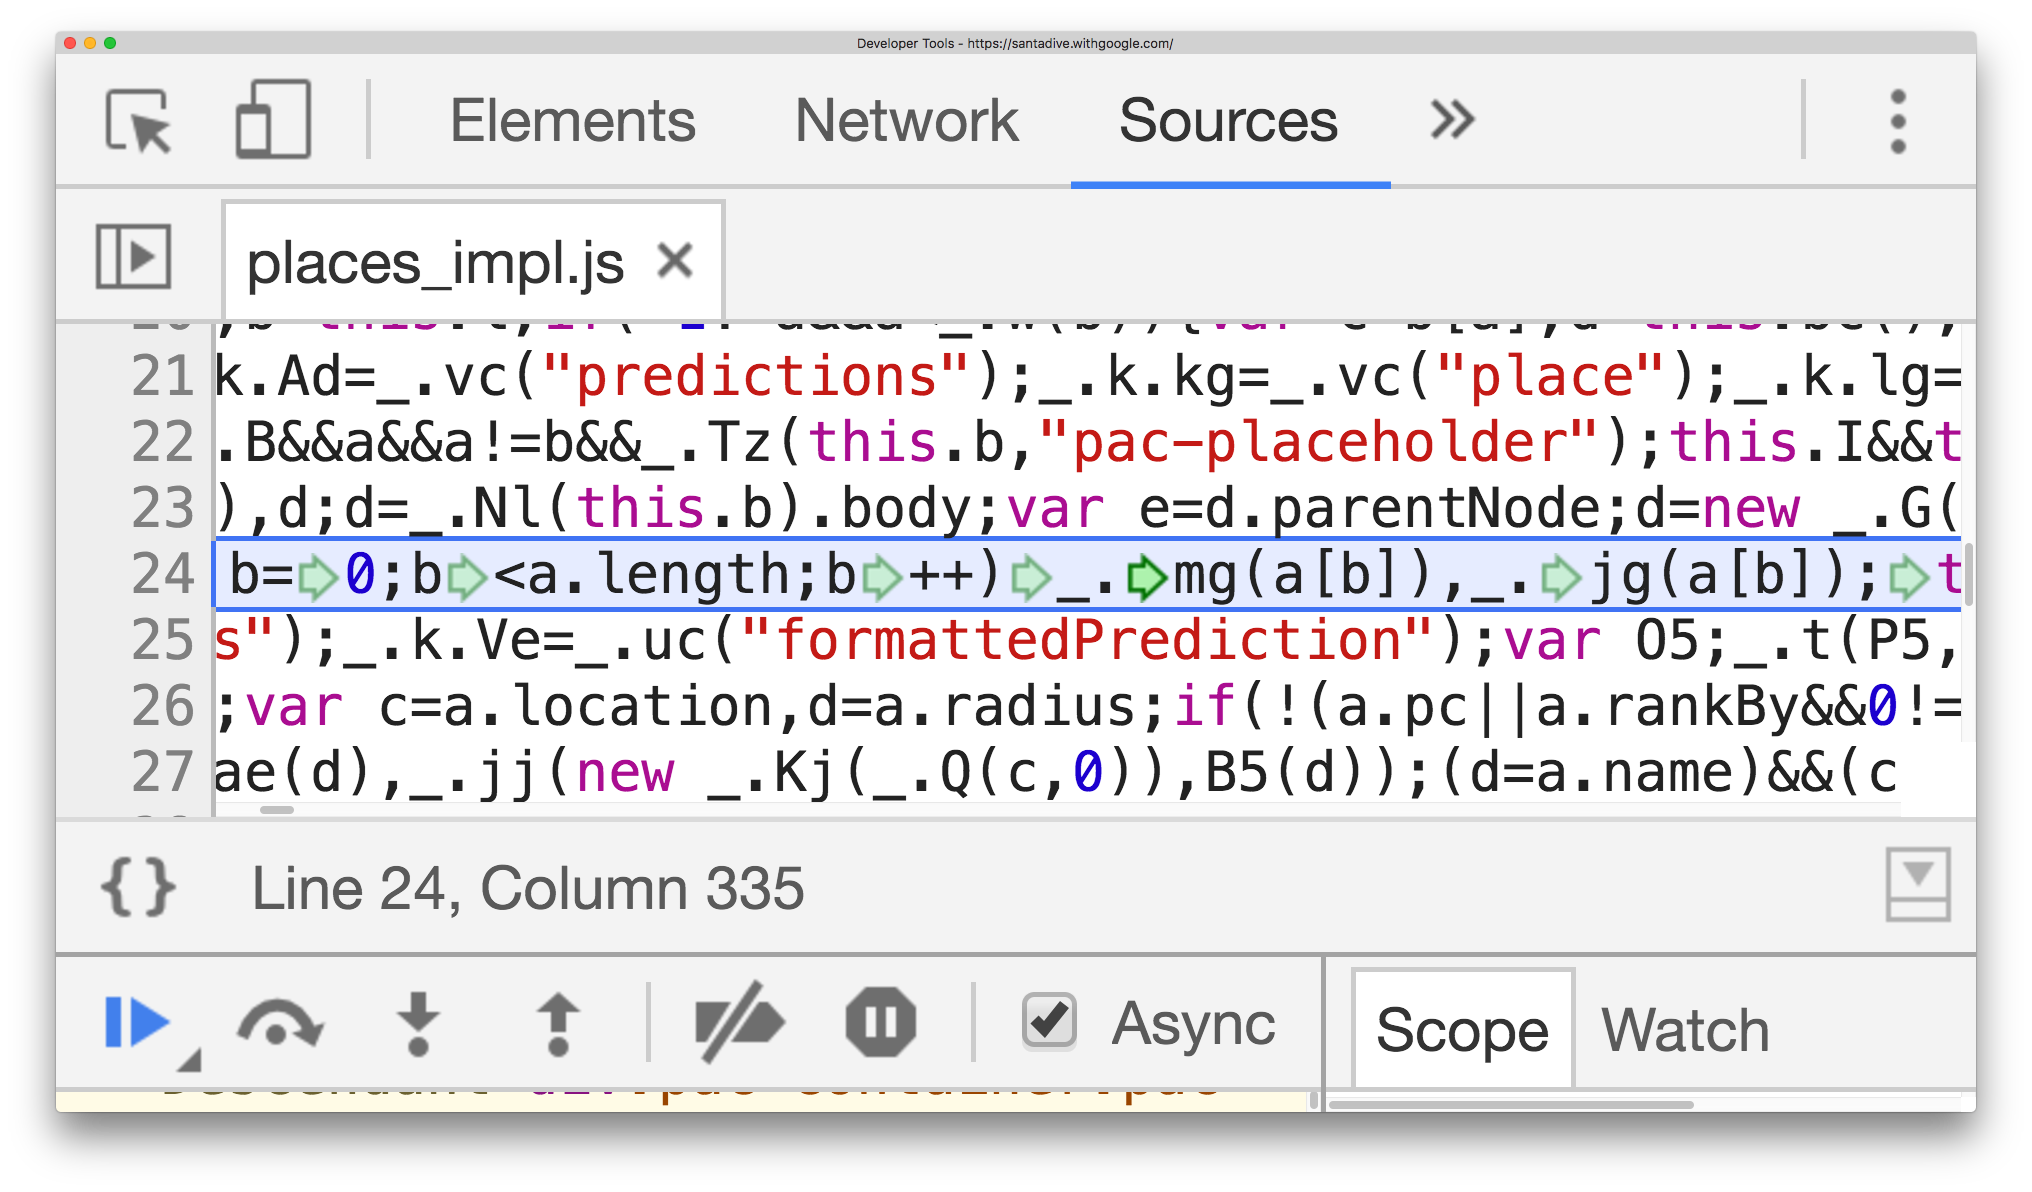 Developer Tools - https://santadive.withgoogle.com/
Elements Network Sources »
places_impl.js ×
21 k.Ad=_.vc("predictions");_.k.kg=_.vc("place");_.k.lg=
22 .B&&a&&a!=b&&_.Tz(this.b,"pac-placeholder");this.I&&t
23 ),d;d=_.Nl(this.b).body;var e=d.parentNode;d=new _.G(
24 b=0;b<a.length;b++)_.mg(a[b]),_.jg(a[b]);t
25 s");_.k.Ve=_.uc("formattedPrediction");var O5;_.t(P5,
26 ;var c=a.location,d=a.radius;if(!(a.pc||a.rankBy&&0!=
27 ae(d),_.jj(new _.Kj(_.Q(c,0)),B5(d));(d=a.name)&&(c
{} Line 24, Column 335
Async Scope Watch